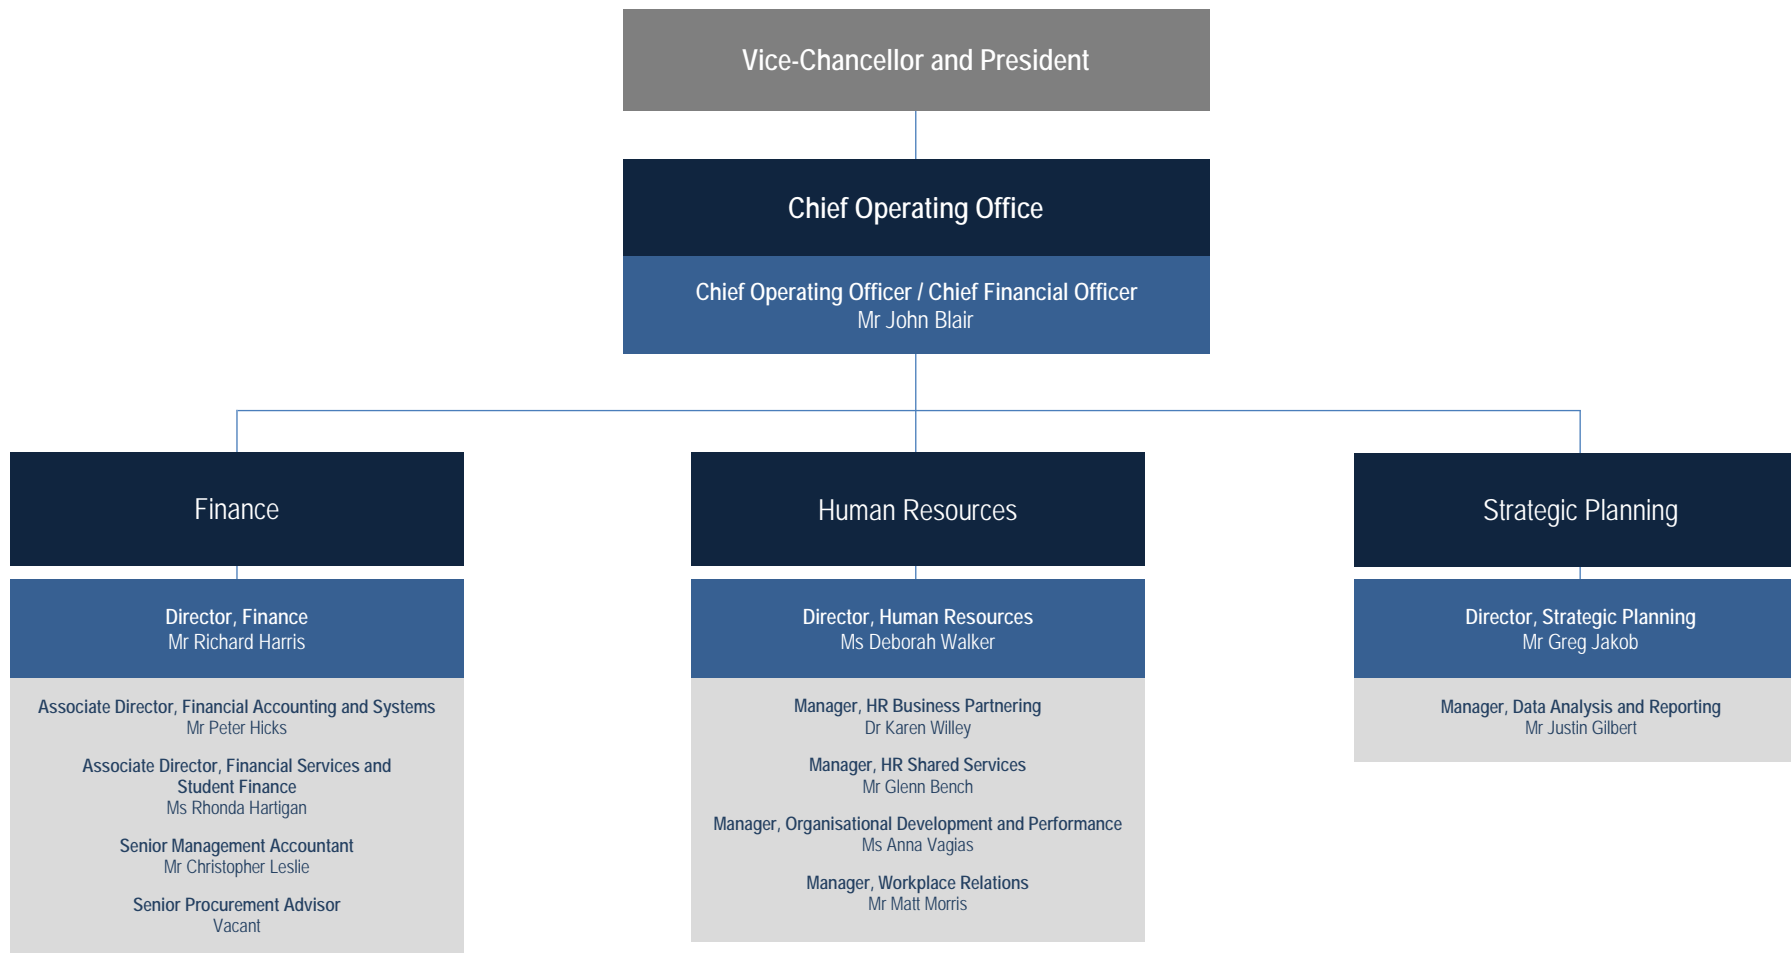 Vice-Chancellor and President
Chief Operating Office
Chief Operating Officer / Chief Financial Officer
Mr John Blair
Finance
Director, Finance
Mr Richard Harris
Associate Director, Financial Accounting and Systems
Mr Peter Hicks
Associate Director, Financial Services and
Student Finance
Ms Rhonda Hartigan
Senior Management Accountant
Mr Christopher Leslie
Senior Procurement Advisor
Vacant
Human Resources
Director, Human Resources
Ms Deborah Walker
Manager, HR Business Partnering
Dr Karen Willey
Manager, HR Shared Services
Mr Glenn Bench
Manager, Organisational Development and Performance
Ms Anna Vagias
Manager, Workplace Relations
Mr Matt Morris
Strategic Planning
Director, Strategic Planning
Mr Greg Jakob
Manager, Data Analysis and Reporting
Mr Justin Gilbert